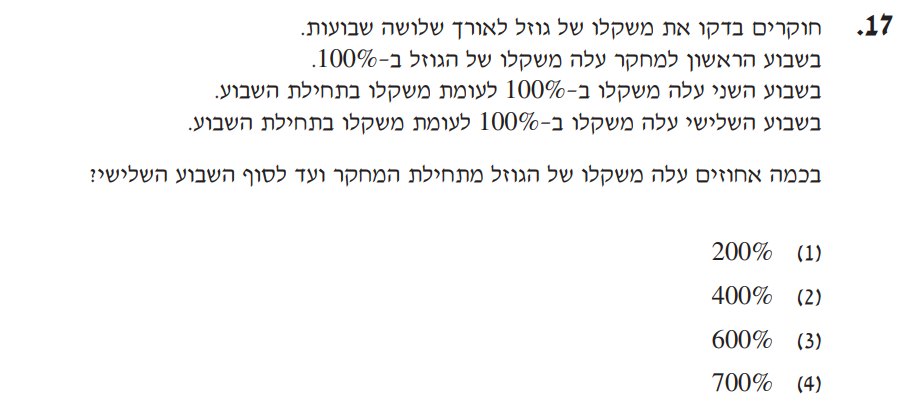 17. חוקרים בדקו את משקלו של גוזל לאורך שלושה שבועות.
בשבוע הראשון למחקר עלה משקלו של הגוזל ב-100%.
בשבוע השני עלה משקלו ב-100% לעומת משקלו בתחילת השבוע.
בשבוע השלישי עלה משקלו ב-100% לעומת משקלו בתחילת השבוע.
בכמה אחוזים עלה משקלו של הגוזל מתחילת המחקר ועד לסוף השבוע השלישי?
(1) 200%
(2) 400%
(3) 600%
(4) 700%